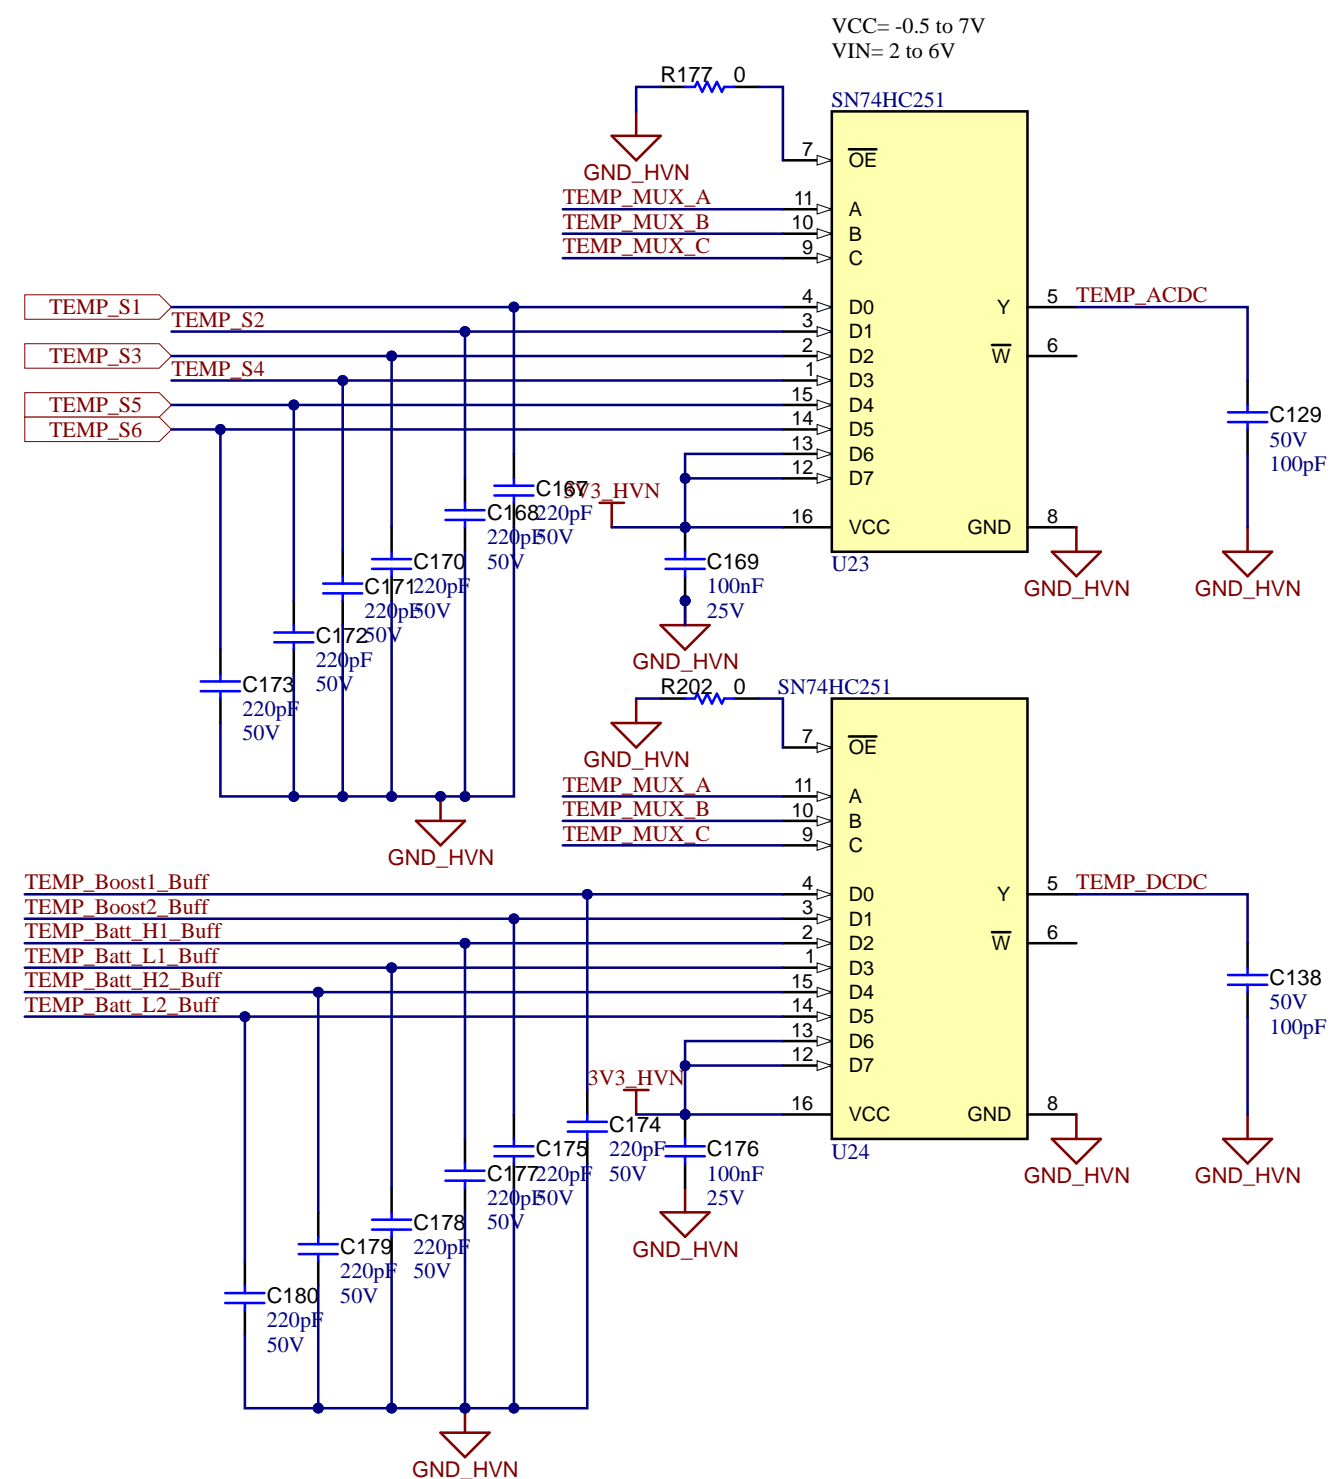 VCC= -0.5 to 7V
VIN= 2 to 6V
R177 0
SN74HC251
GND_HVN
7 OE
TEMP_MUX_A 11 A
TEMP_MUX_B 10 B
TEMP_MUX_C 9 C
TEMP_S1 4 D0 Y 5 TEMP_ACDC
TEMP_S2 3 D1
TEMP_S3 2 D2 W 6
TEMP_S4 1 D3
TEMP_S5 15 D4
TEMP_S6 14 D5
13 D6
12 D7
3V3_HVN
16 VCC GND 8
U23
GND_HVN
GND_HVN
C129
50V
100pF
C167
220pF
50V
C168
220pF
50V
C169
100nF
25V
GND_HVN
C170
220pF
50V
C171
220pF
50V
C172
220pF
50V
C173
220pF
50V
GND_HVN
R202 0
SN74HC251
GND_HVN
7 OE
TEMP_MUX_A 11 A
TEMP_MUX_B 10 B
TEMP_MUX_C 9 C
TEMP_Boost1_Buff 4 D0 Y 5 TEMP_DCDC
TEMP_Boost2_Buff 3 D1
TEMP_Batt_H1_Buff 2 D2 W 6
TEMP_Batt_L1_Buff 1 D3
TEMP_Batt_H2_Buff 15 D4
TEMP_Batt_L2_Buff 14 D5
13 D6
12 D7
3V3_HVN
16 VCC GND 8
U24
GND_HVN
GND_HVN
C138
50V
100pF
C174
220pF
50V
C175
220pF
50V
C176
100nF
25V
GND_HVN
C177
220pF
50V
C178
220pF
50V
C179
220pF
50V
C180
220pF
50V
GND_HVN